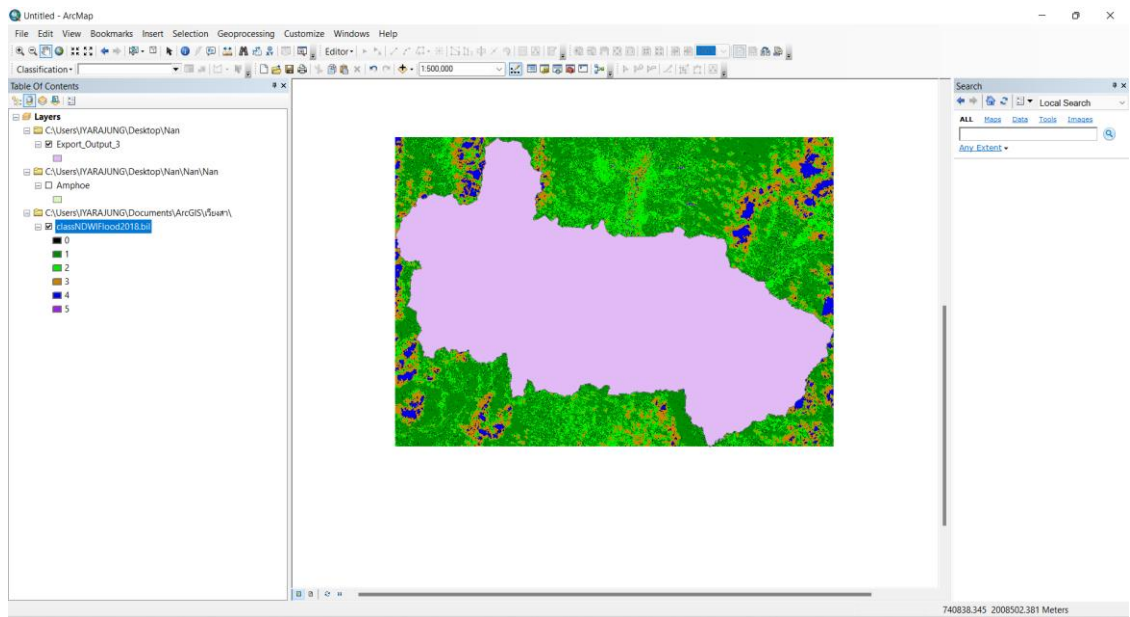 Untitled - ArcMap
File Edit View Bookmarks Insert Selection Geoprocessing Customize Windows Help
Editor
Classification 1:500,000
Table Of Contents
Layers
C:\Users\IYARAJUNG\Desktop\Nan
Export_Output_3
C:\Users\IYARAJUNG\Desktop\Nan\Nan\Nan
Amphoe
C:\Users\IYARAJUNG\Documents\ArcGIS\เวียงสา\
classNDWIFlood2018.bil
0
1
2
3
4
5
Search
Local Search
ALL Maps Data Tools Images
Any Extent
740838.345 2008502.381 Meters